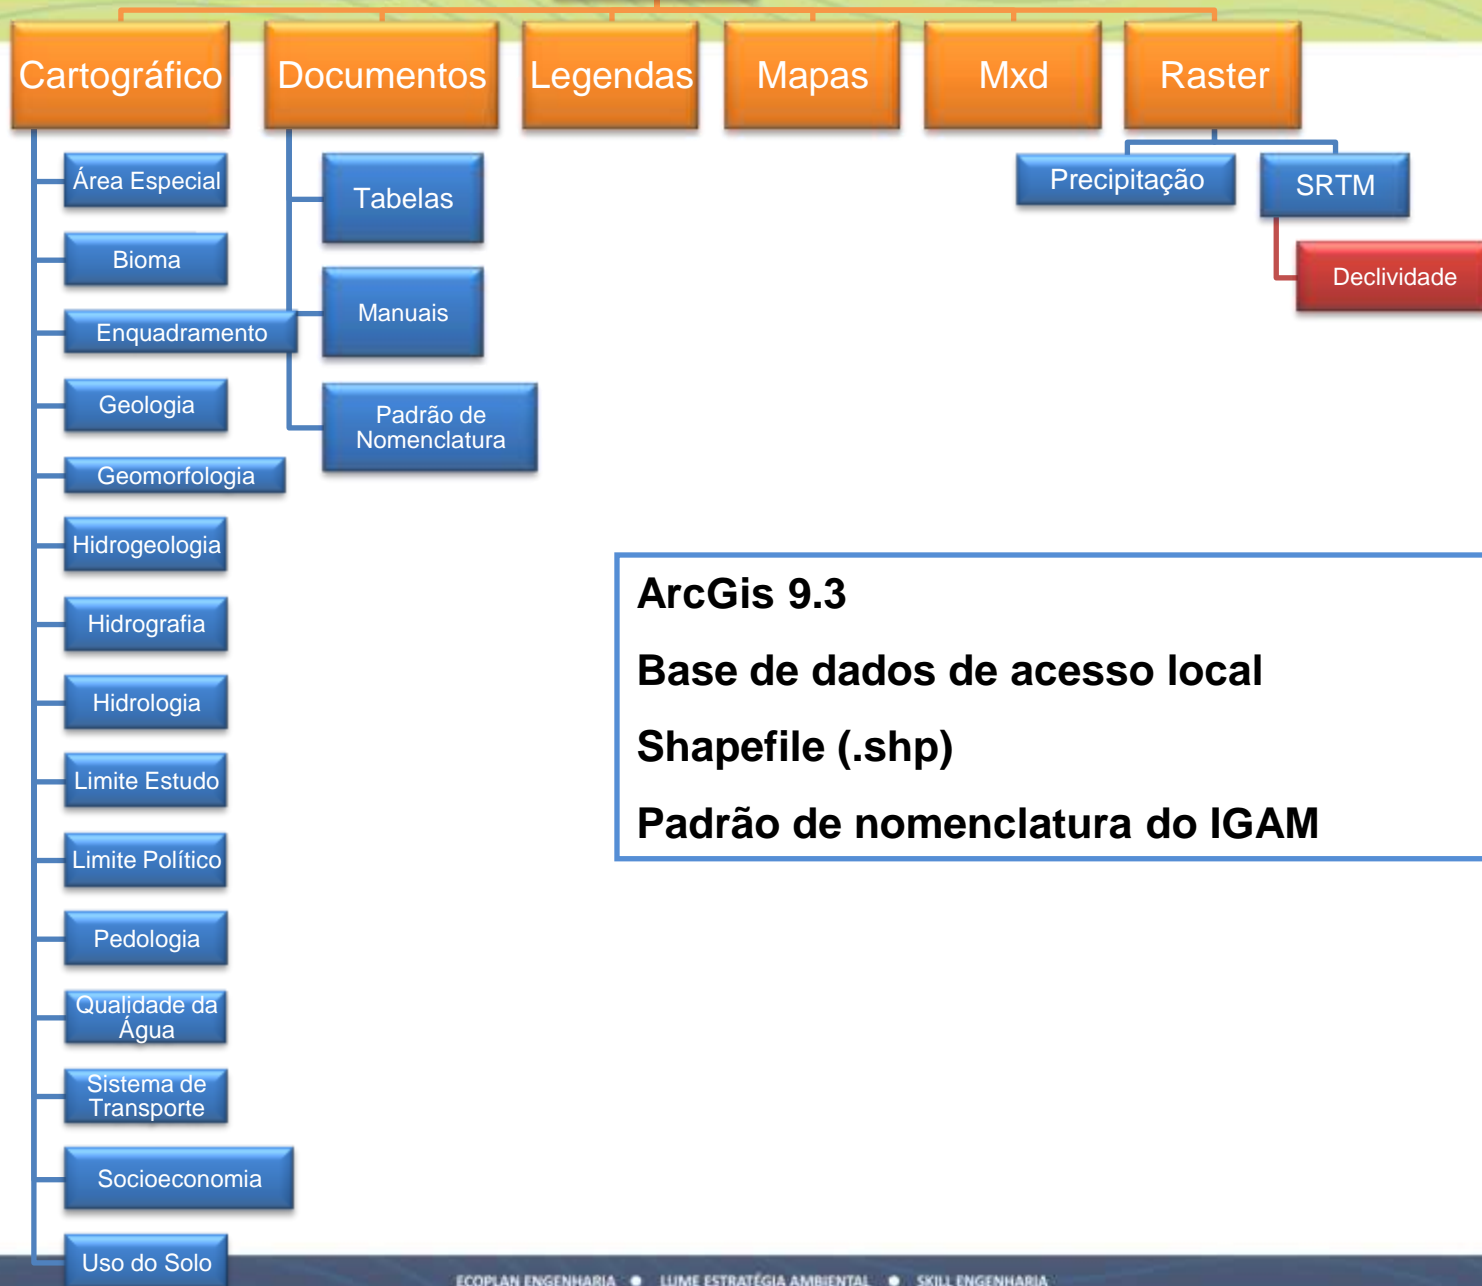 Cartográfico
Documentos
Legendas
Mapas
Mxd
Raster
Área Especial
Bioma
Enquadramento
Geologia
Geomorfologia
Hidrogeologia
Hidrografia
Hidrologia
Limite Estudo
Limite Político
Pedologia
Qualidade da
Água
Sistema de
Transporte
Socioeconomia
Uso do Solo
Tabelas
Manuais
Padrão de
Nomenclatura
Precipitação
SRTM
Declividade
ArcGis 9.3
Base de dados de acesso local
Shapefile (.shp)
Padrão de nomenclatura do IGAM
ECOPLAN ENGENHARIA ● LUME ESTRATÉGIA AMBIENTAL ● SKILL ENGENHARIA